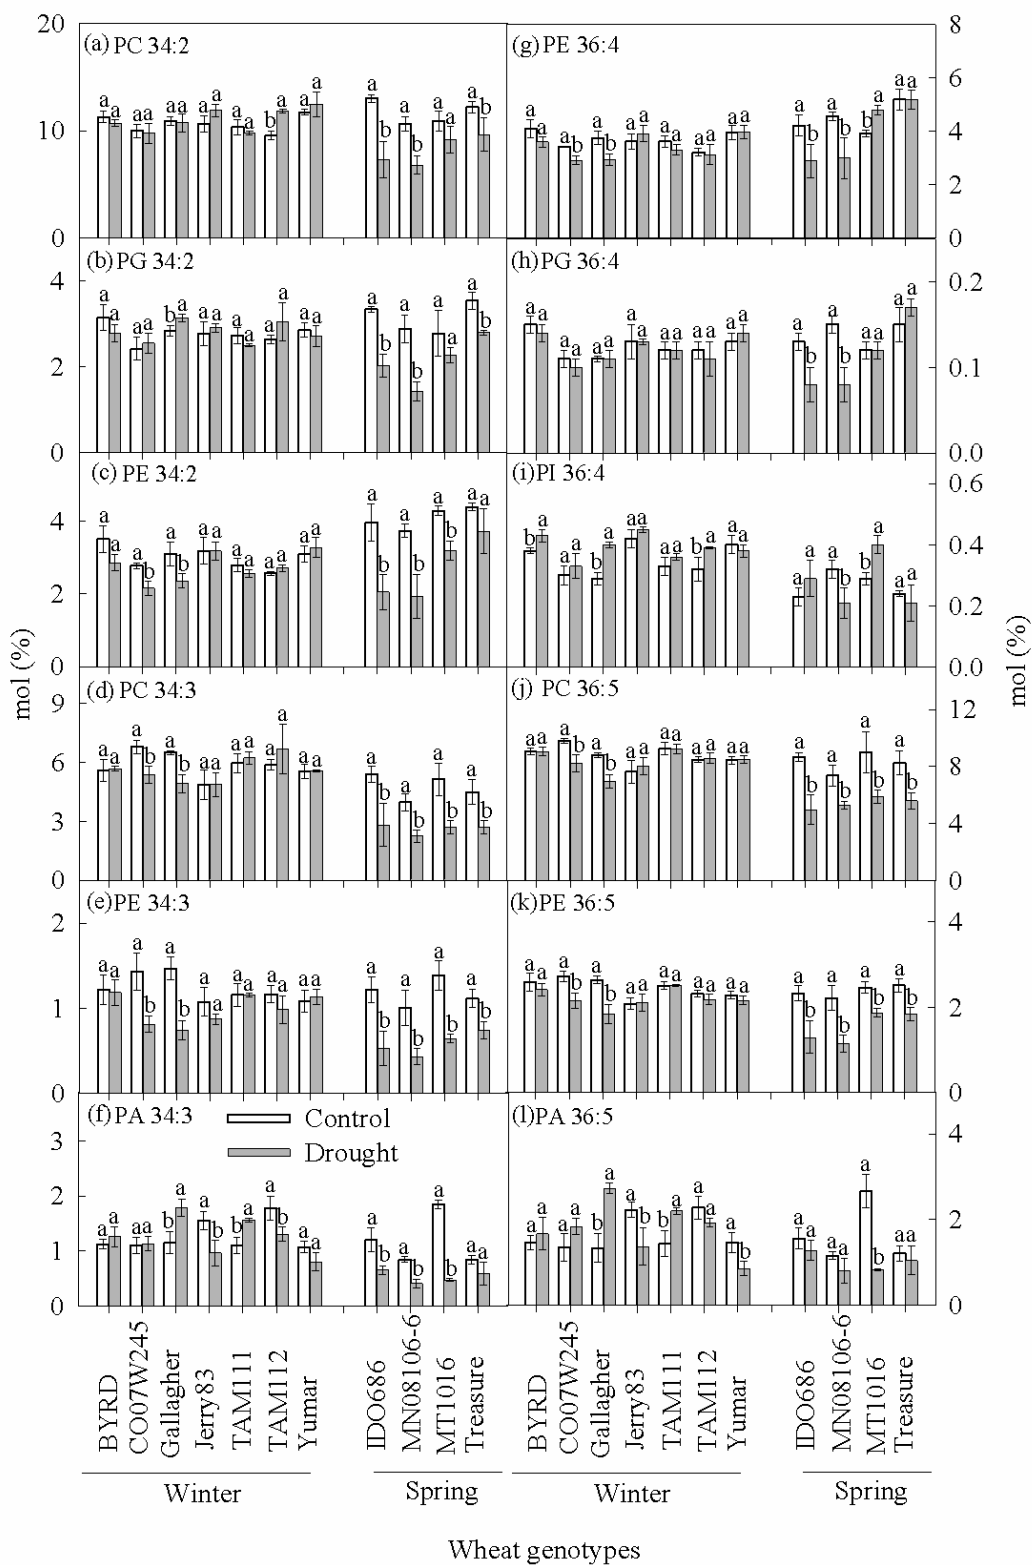 mol (%)
20
10
0
(a) PC 34:2
a a a a a a a a a a b a a a a b a b a a a b
4
2
0
(b) PG 34:2
a a a a b a a a a a a a a a a b a b a a a b
4
2
0
(c) PE 34:2
a a a b a b a a a a a a a a a b a b a b a a
9
6
3
0
(d) PC 34:3
a a a b a b a a a a a a a a a b a b a b a b
2
1
0
(e) PE 34:3
a a a b a b a a a a a a a a a b a b a b a b
3
2
1
0
(f) PA 34:3
Control
Drought
a a a a b a a b b a a b a a a b a b a b a a
(g) PE 36:4
a a a b a b a a a a a a a a a b a b b a a a
8
6
4
2
0
(h) PG 36:4
a a a a a a a a a a a a a a a b a b a a a a
0.2
0.1
0.0
(i) PI 36:4
b a a a b a a a a a b a a a a a a b b a a a
0.6
0.4
0.2
0.0
(j) PC 36:5
a a a b a b a a a a a a a a a b a b a b a b
12
8
4
0
(k) PE 36:5
a a a b a b a a a a a a a a a b a b a b a b
4
2
0
(l) PA 36:5
a a a a b a a b b a a a a b a a a a a b a a
4
2
0
mol (%)
BYRD
CO07W245
Gallagher
Jerry83
TAM111
TAM112
Yumar
IDO686
MN08106-6
MT1016
Treasure
BYRD
CO07W245
Gallagher
Jerry83
TAM111
TAM112
Yumar
IDO686
MN08106-6
MT1016
Treasure
Winter Spring Winter Spring
Wheat genotypes